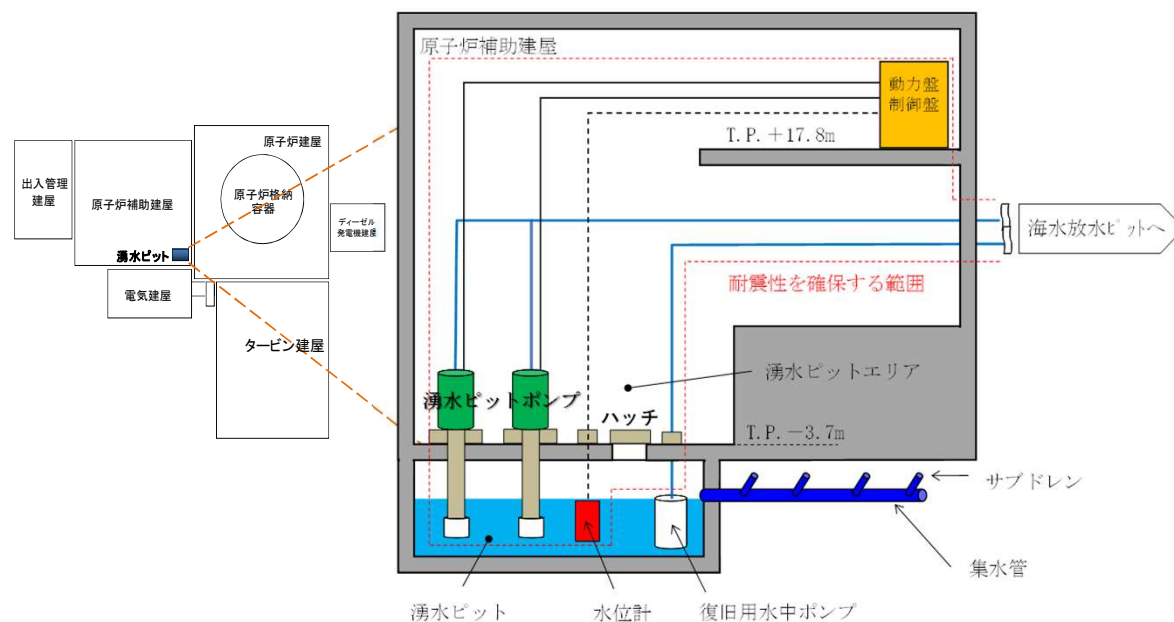 出入管理
建屋
原子炉補助建屋
原子炉建屋
原子炉格納
容器
ディーゼル
発電機建屋
湧水ピット
電気建屋
タービン建屋
原子炉補助建屋
動力盤
制御盤
T.P.+17.8m
海水放水ピットへ
耐震性を確保する範囲
湧水ピットエリア
湧水ピットポンプ
ハッチ
T.P.-3.7m
サブドレン
集水管
湧水ピット
水位計
復旧用水中ポンプ